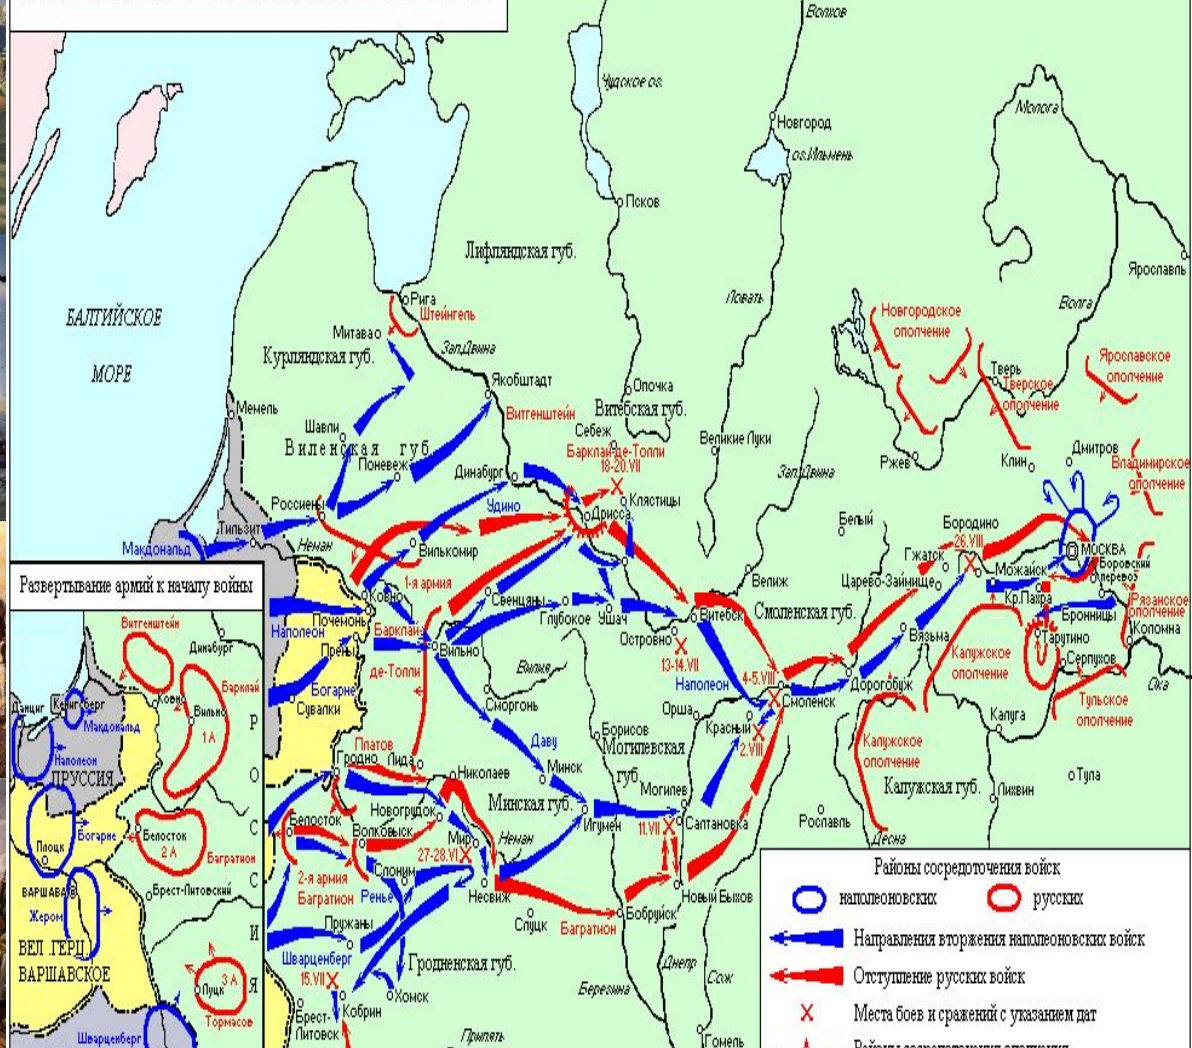 Волхов
Чудское оз.
Новгород
оз.Ильмень
Молога
Псков
Лифляндская губ.
Ярославль
БАЛТИЙСКОЕ
МОРЕ
Рига
Штейнгель
Митава
Курляндская губ.
Зап.Двина
Ловать
Волга
Новгородское
ополчение
Ярославское
ополчение
Тверь
Тверское
ополчение
Якобштадт
Опочка
Витебская губ.
Мемель
Витгенштейн
Шавли
Виленская губ.
Поневеж
Себеж
Барклай-де-Толли
18-20.VII
Великие Луки
Зап.Двина
Ржев
Клин
Дмитров
Владимирское
ополчение
Динабург
Клястицы
Россиены
Удино
Дрисса
Белый
Бородино
26.VIII
Тильзит
Неман
Макдональд
Вилькомир
Гжатск
МОСКВА
Можайск
Боровский
перевоз
Царево-Займище
Велиж
Кр.Пахра
Рязанское
ополчение
Развертывание армий к началу войны
1-я армия
Ковно
Свенцяны
Глубокое
Ушач
Витебск
Смоленская губ.
Бронницы
Почемонь
Наполеон
Барклай-
де-Толли
Вильно
Островно
13-14.VII
Вязьма
Тарутино
Коломна
Прены
Калужское
ополчение
Серпухов
Ока
Витгенштейн
Динабург
Богарне
Сувалки
Вилия
Наполеон
4-5.VIII
Смоленск
Дорогобуж
Тульское
ополчение
Барклай
Ковно
Вильно
1А
Кенигсберг
Данциг
Макдональд
Наполеон
ПРУССИЯ
Сморгонь
Орша
Красный
2.VIII
Калуга
Борисов
Могилевская
губ.
Даву
Калужское
ополчение
Платов
Гродно
Лида
Николаев
Минск
Тула
Калужская губ.
Лихвин
Минская губ.
Могилев
Новогрудок
Белосток
Волковыск
Неман
Игумен
11.VII
Салтановка
Рославль
Десна
Богарне
Плоцк
Белосток
2 А
Багратион
Мир
27-28.VI
2-я армия
Багратион
Слоним
Ренье
Несвиж
Новый Быхов
ВАРШАВА
Брест-Литовский
Жером
Пружаны
Слуцк
Багратион
Бобруйск
ВЕЛ .ГЕРЦ.
ВАРШАВСКОЕ
Шварценберг
15.VII
Гродненская губ.
Днепр
Сож
Березина
Луцк
3 А
Тормасов
Кобрин
Хомск
Брест-
Литовск
Припять
Гомель
Шварценберг
РОССИЯ
Районы сосредоточения войск
наполеоновских
русских
Направления вторжения наполеоновских войск
Отступление русских войск
Места боев и сражений с указанием дат
Районы сосредоточения ополчения